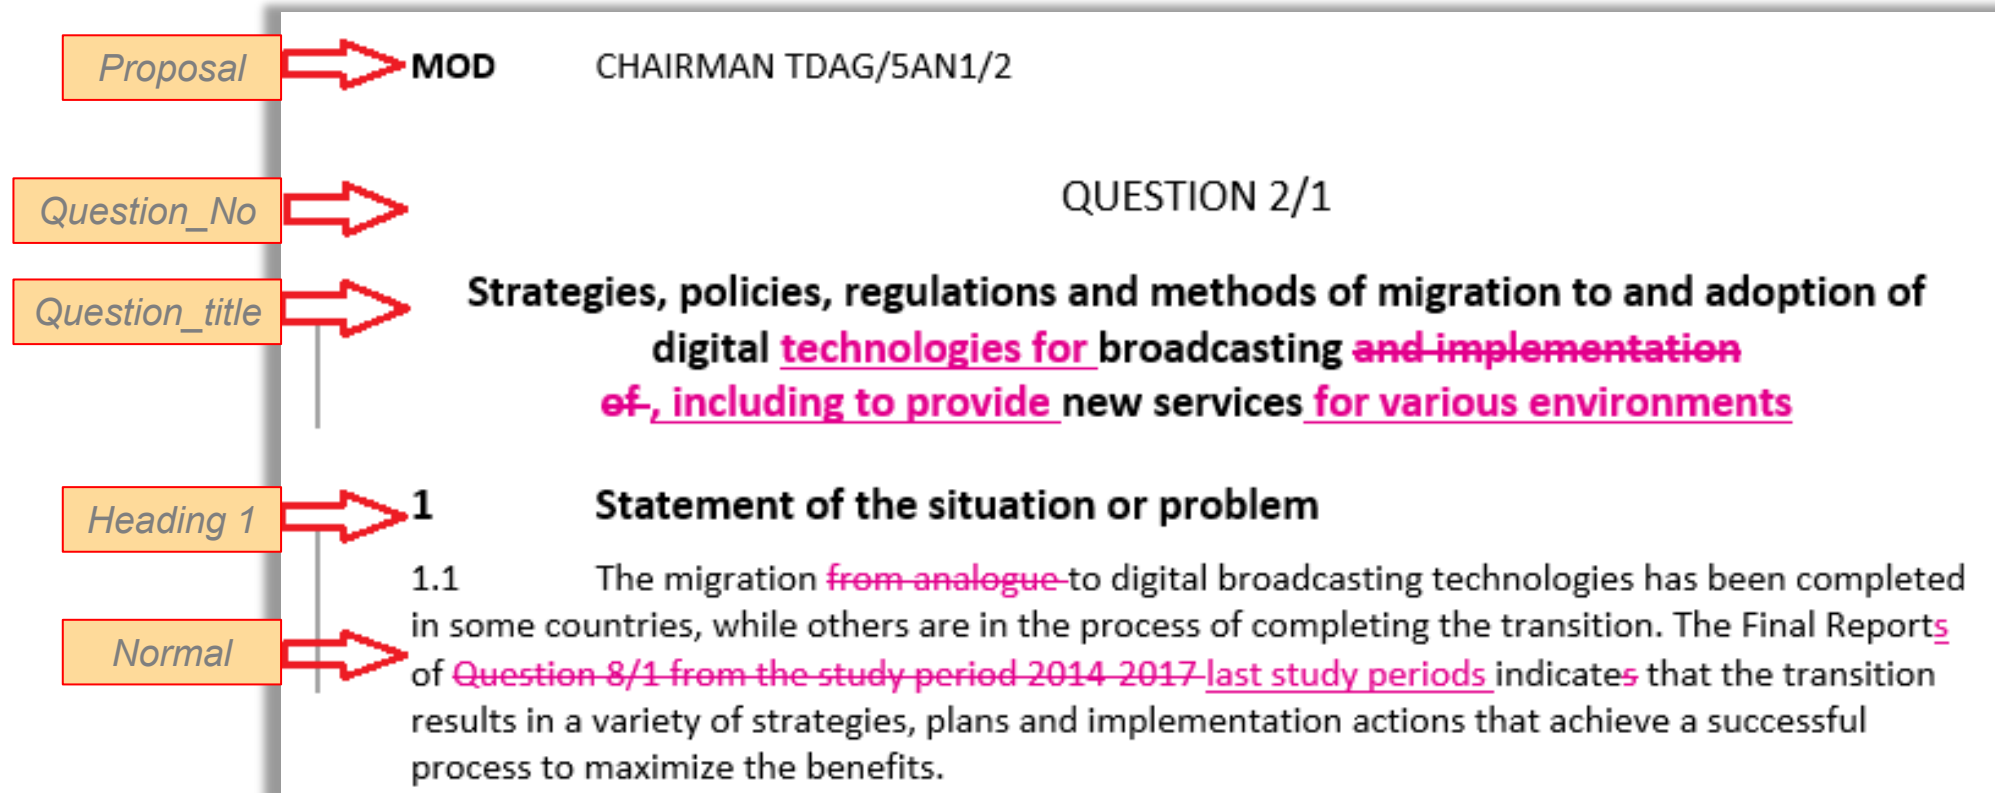 Proposal MOD CHAIRMAN TDAG/5AN1/2
Question_No QUESTION 2/1
Question_title Strategies, policies, regulations and methods of migration to and adoption of
digital technologies for broadcasting and implementation
of , including to provide new services for various environments
Heading 1 1 Statement of the situation or problem
1.1 The migration from analogue to digital broadcasting technologies has been completed
in some countries, while others are in the process of completing the transition. The Final Reports
Normal of Question 8/1 from the study period 2014-2017 last study periods indicates that the transition
results in a variety of strategies, plans and implementation actions that achieve a successful
process to maximize the benefits.